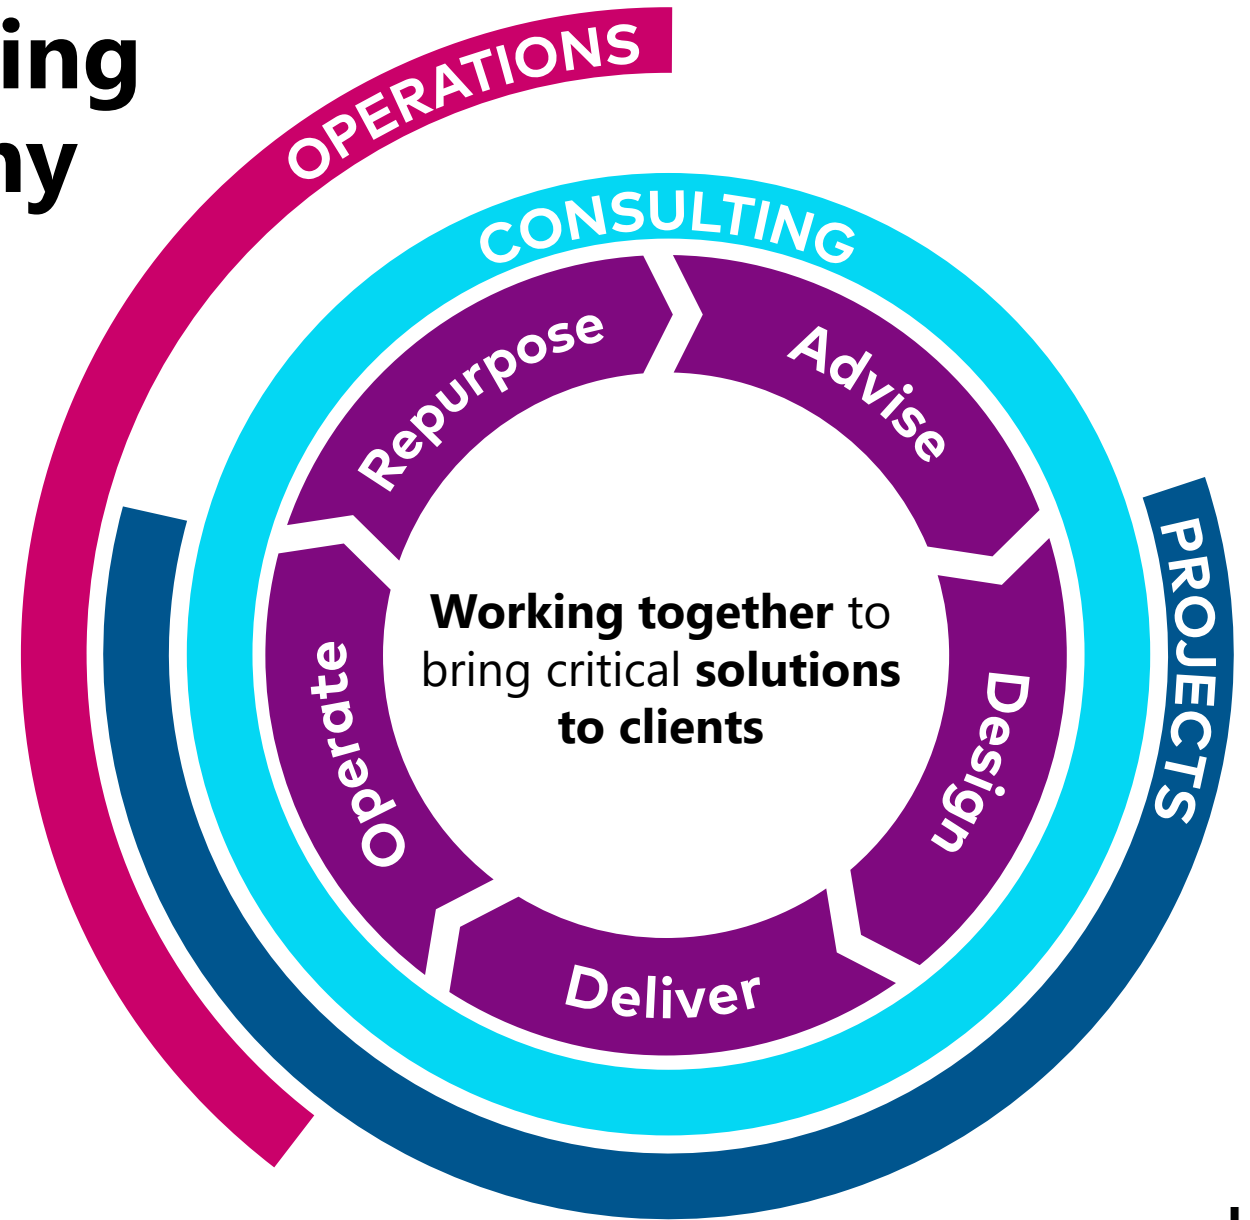 ing
ny
OPERATIONS
CONSULTING
PROJECTS
Advise
Design
Deliver
Operate
Repurpose
Working together to
bring critical solutions
to clients